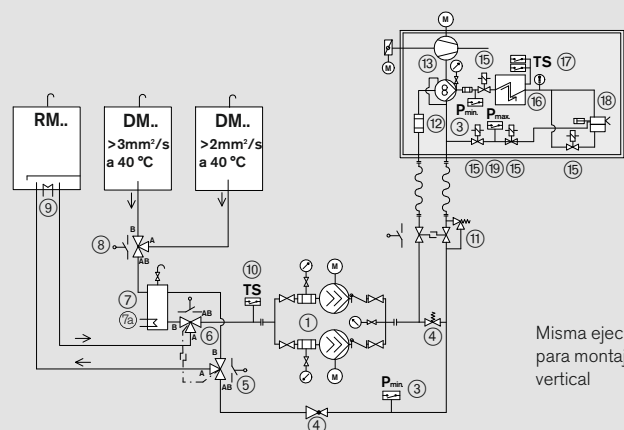 M
13
15
TS
17
M
8
16
18
Pmin.
3
Pmax.
12
15
19
15
15
RM..
DM..
>3mm²/s
a 40 °C
DM..
>2mm²/s
a 40 °C
9
B
8
A
AB
11
10
TS
M
7
7a
AB
B
A
6
1
4
B
A
AB
5
M
Pmin.
3
4
Misma ejec
para montaj
vertical